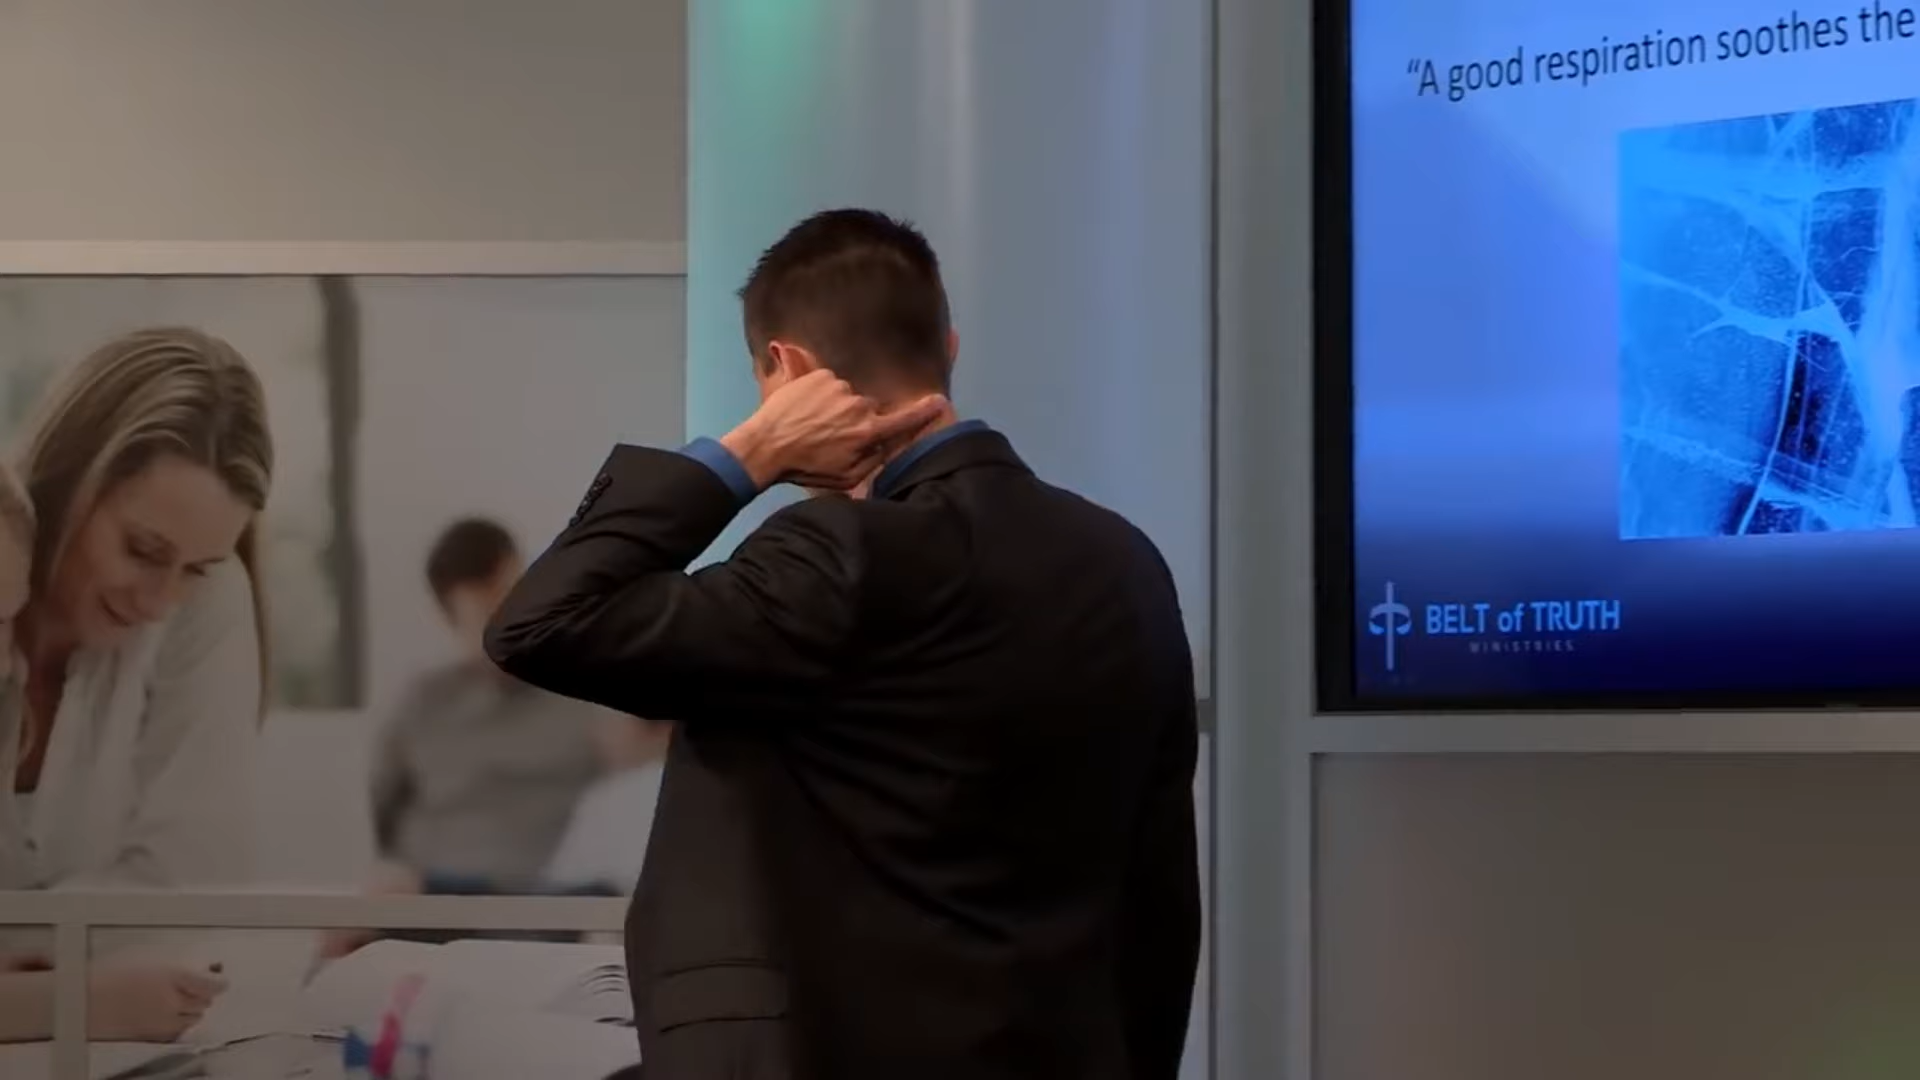 “A good respiration soothes the
BELT of TRUTH
MINISTRIES